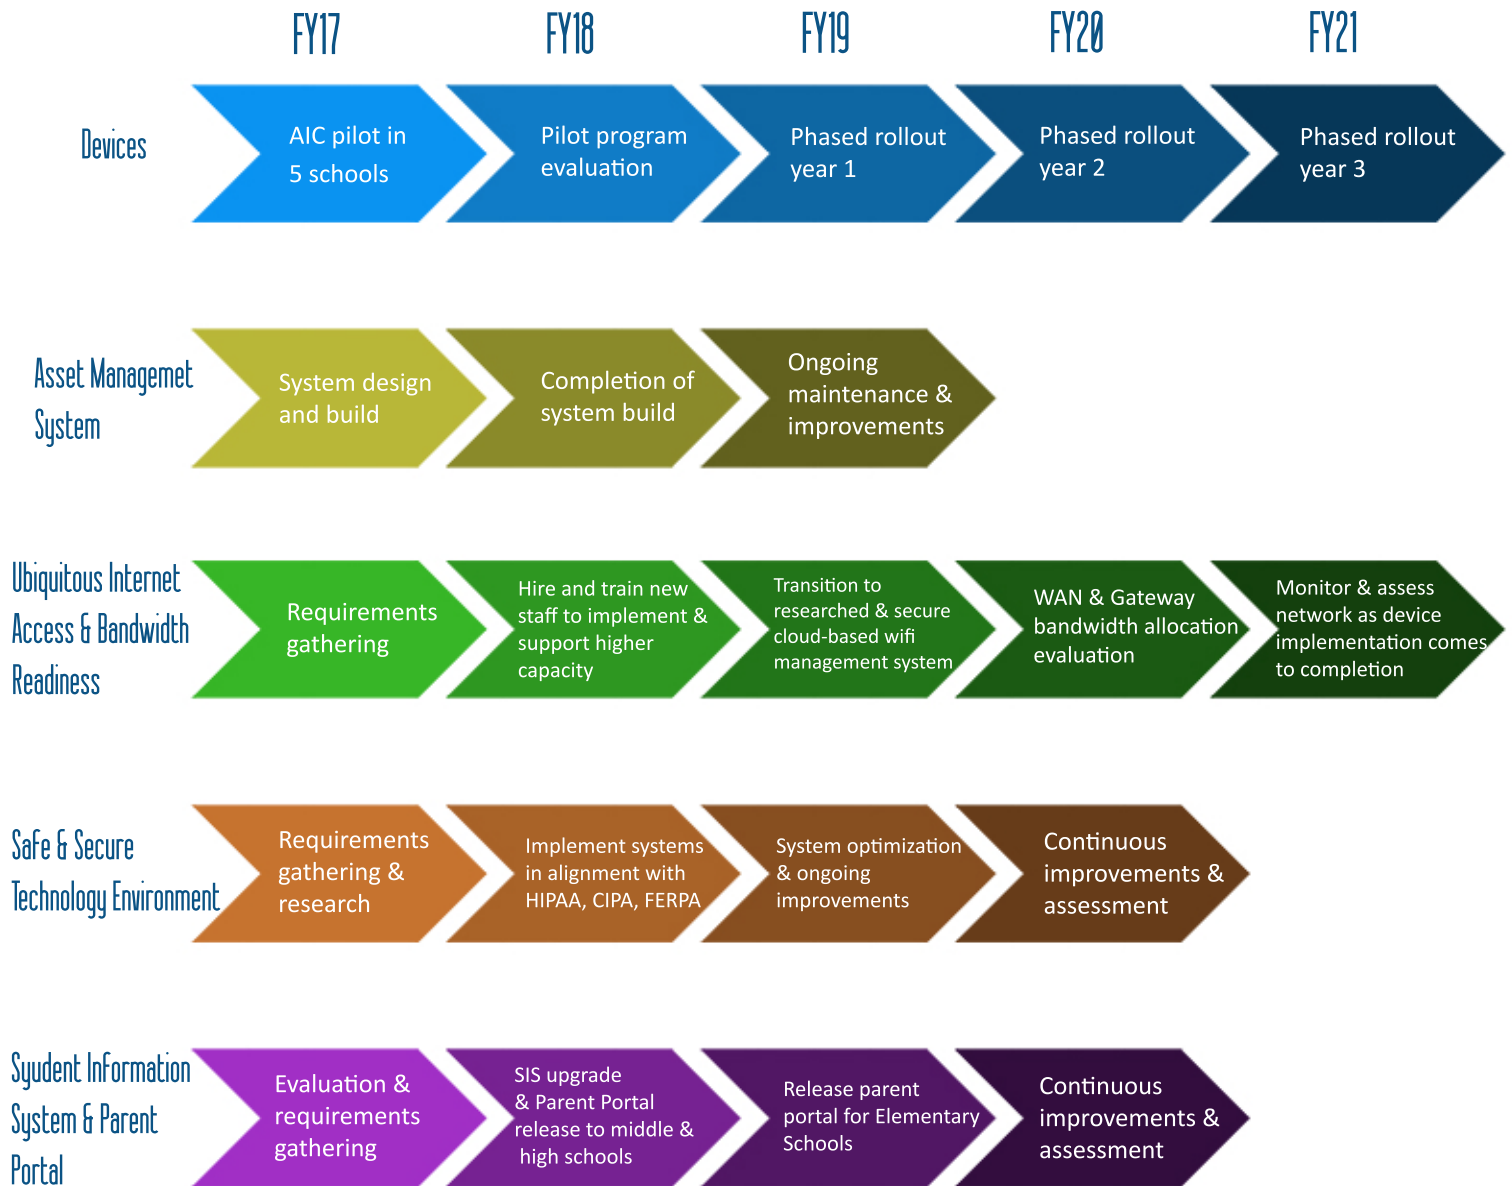 FY17
FY18
FY19
FY20
FY21
Devices
AIC pilot in
5 schools
Pilot program
evaluation
Phased rollout
year 1
Phased rollout
year 2
Phased rollout
year 3
Asset Managemet
System
System design
and build
Completion of
system build
Ongoing
maintenance &
improvements
Ubiquitous Internet
Access & Bandwidth
Readiness
Requirements
gathering
Hire and train new
staff to implement &
support higher
capacity
Transition to
researched & secure
cloud-based wifi
management system
WAN & Gateway
bandwidth allocation
evaluation
Monitor & assess
network as device
implementation comes
to completion
Safe & Secure
Technology Environment
Requirements
gathering &
research
Implement systems
in alignment with
HIPAA, CIPA, FERPA
System optimization
& ongoing
improvements
Continuous
improvements &
assessment
Syudent Information
System & Parent
Portal
Evaluation &
requirements
gathering
SIS upgrade
& Parent Portal
release to middle &
high schools
Release parent
portal for Elementary
Schools
Continuous
improvements &
assessment